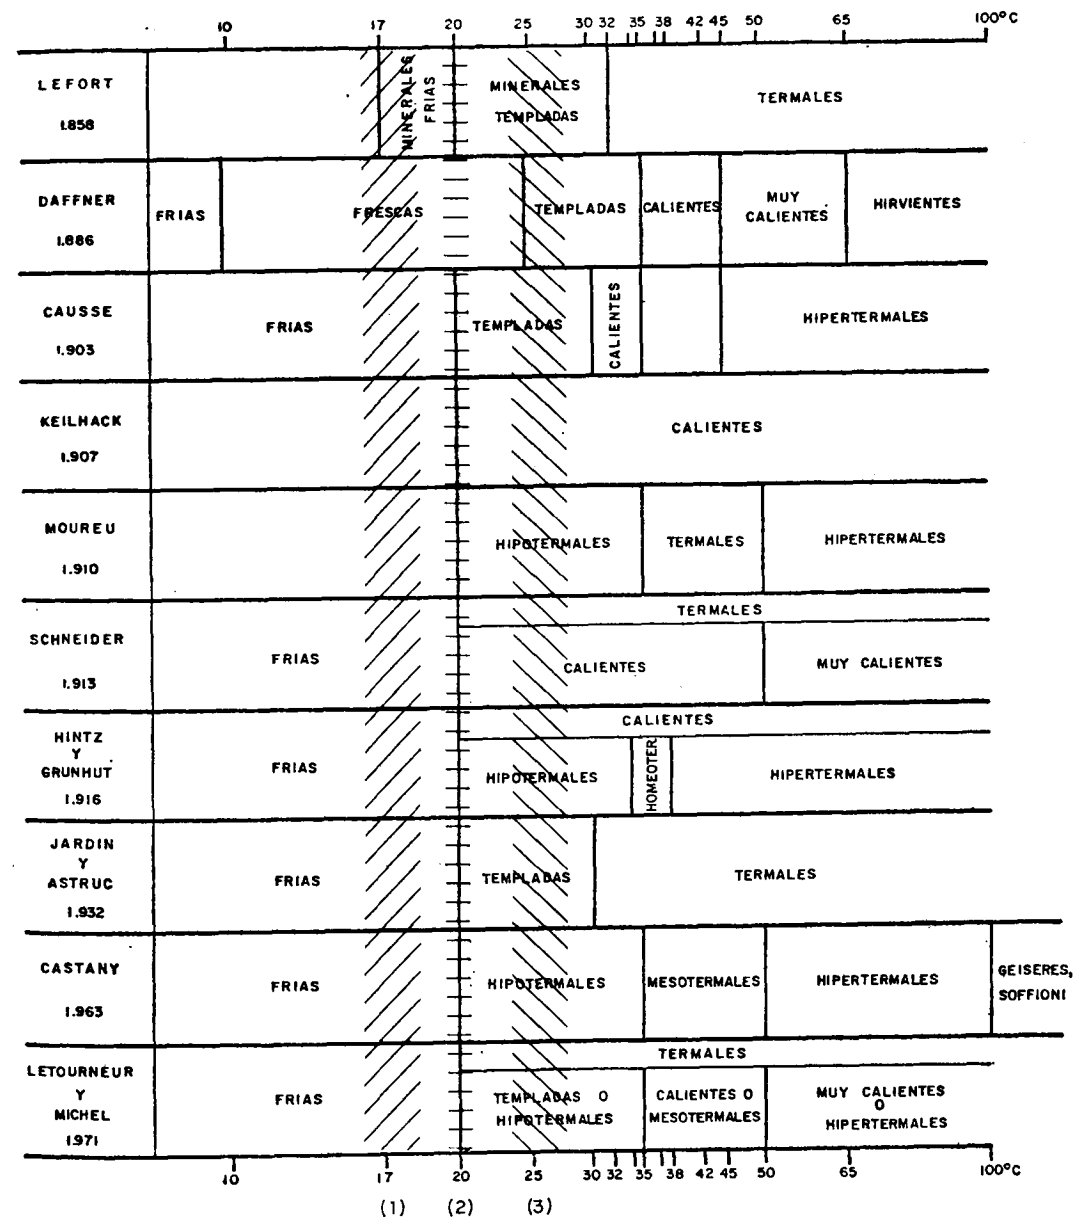 10 17 20 25 30 32 35 38 42 45 50 65 100°C
LEFORT
1.858
MINERALES
FRIAS
MINERALES
TEMPLADAS
TERMALES
DAFFNER
1.886
FRIAS
FRESCAS
TEMPLADAS
CALIENTES
MUY
CALIENTES
HIRVIENTES
CAUSSE
1.903
FRIAS
TEMPLADAS
CALIENTES
HIPERTERMALES
KEILHACK
1.907
CALIENTES
MOUREU
1.910
HIPOTERMALES
TERMALES
HIPERTERMALES
SCHNEIDER
1.913
FRIAS
TERMALES
CALIENTES
MUY CALIENTES
HINTZ
Y
GRUNHUT
1.916
FRIAS
CALIENTES
HIPOTERMALES
HOMEOTER.
HIPERTERMALES
JARDIN
Y
ASTRUC
1.932
FRIAS
TEMPLADAS
TERMALES
CASTANY
1.963
FRIAS
HIPOTERMALES
MESOTERMALES
HIPERTERMALES
GEISERES,
SOFFIONI
LETOURNEUR
Y
MICHEL
1.971
FRIAS
TERMALES
TEMPLADAS O
HIPOTERMALES
CALIENTES O
MESOTERMALES
MUY CALIENTES
O
HIPERTERMALES
10 17 20 25 30 32 35 38 42 45 50 65 100°C
(1) (2) (3)